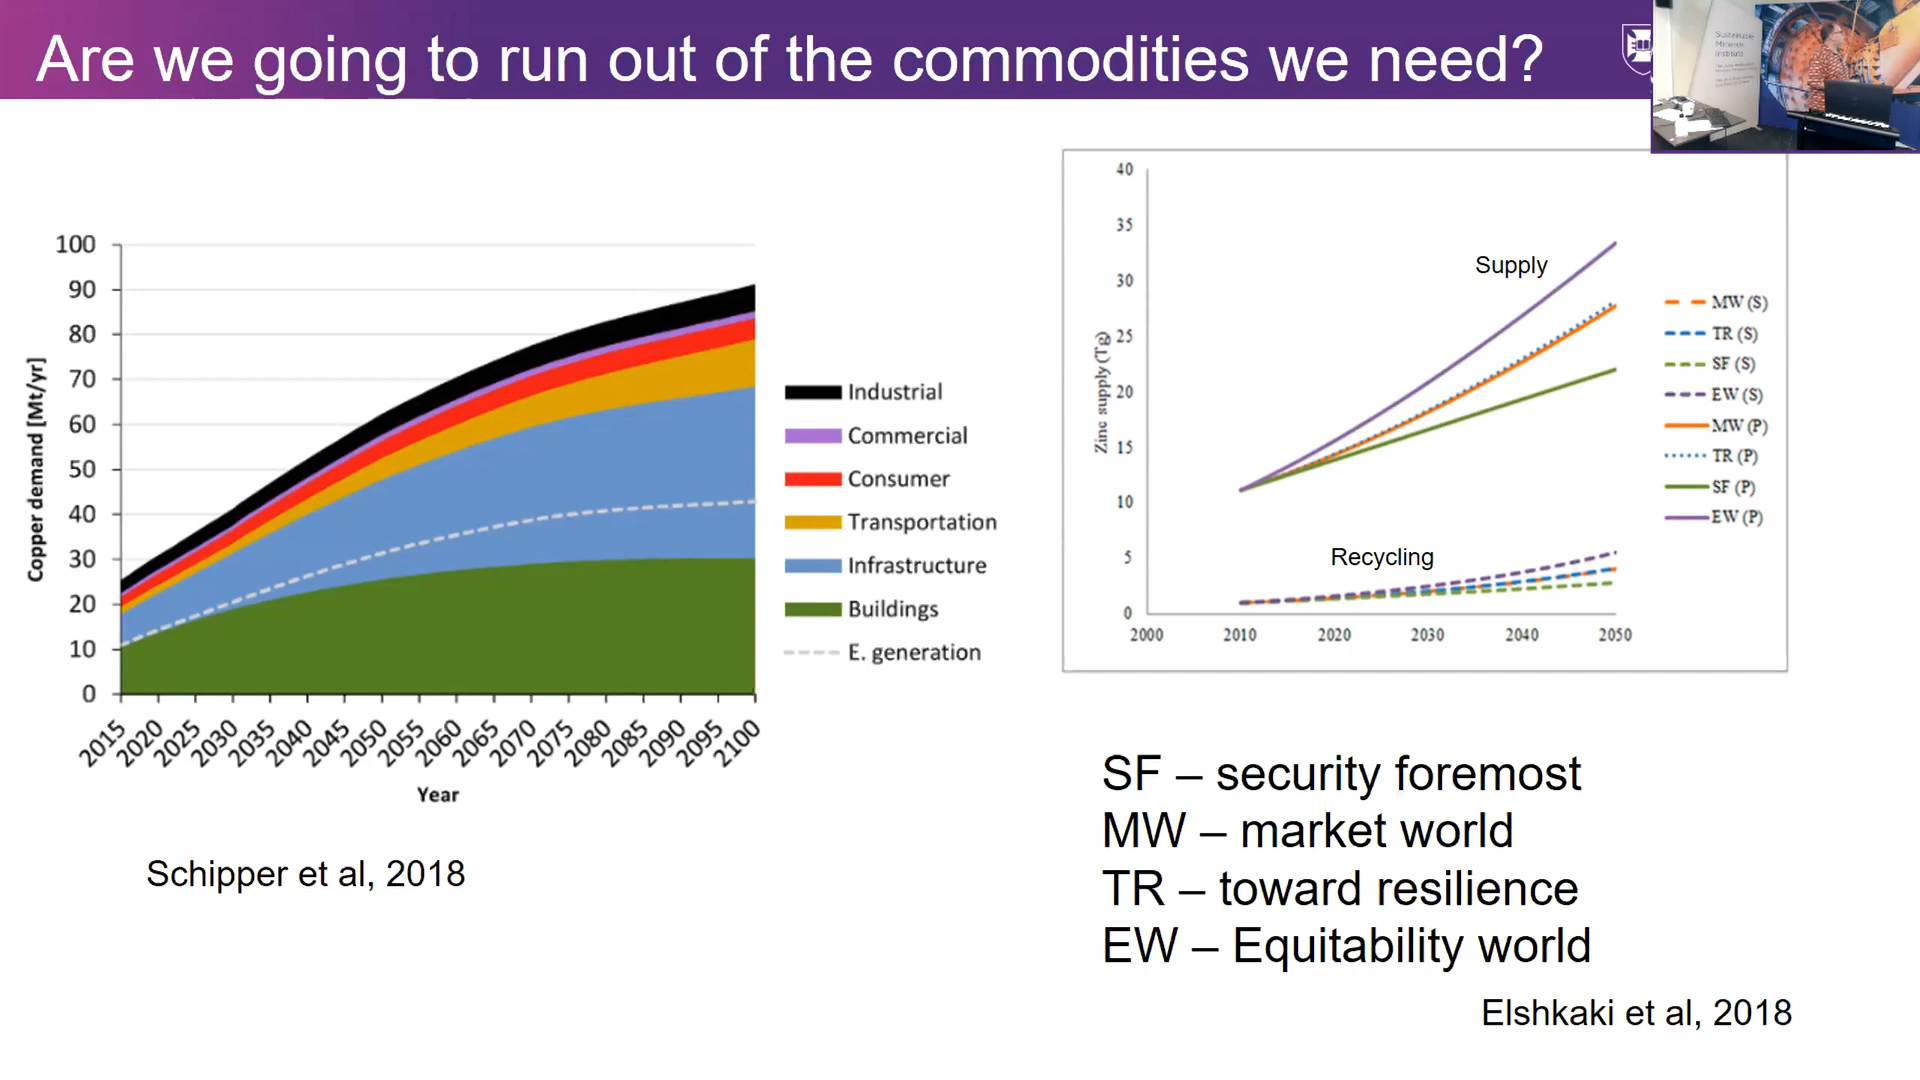 Are we going to run out of the commodities we need?
Sustainable
Minerals
Institute
100
90
80
70
60
50
40
30
20
10
0
Copper demand [Mt/yr]
2015
2020
2025
2030
2035
2040
2045
2050
2055
2060
2065
2070
2075
2080
2085
2090
2095
2100
Year
Industrial
Commercial
Consumer
Transportation
Infrastructure
Buildings
E. generation
Schipper et al, 2018
40
35
30
25
20
15
10
5
0
Zinc supply (Tg)
2000
2010
2020
2030
2040
2050
Supply
Recycling
MW (S)
TR (S)
SF (S)
EW (S)
MW (P)
TR (P)
SF (P)
EW (P)
SF – security foremost
MW – market world
TR – toward resilience
EW – Equitability world
Elshkaki et al, 2018